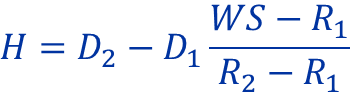 H = D₂ − D₁ (WS − R₁)/(R₂ − R₁)